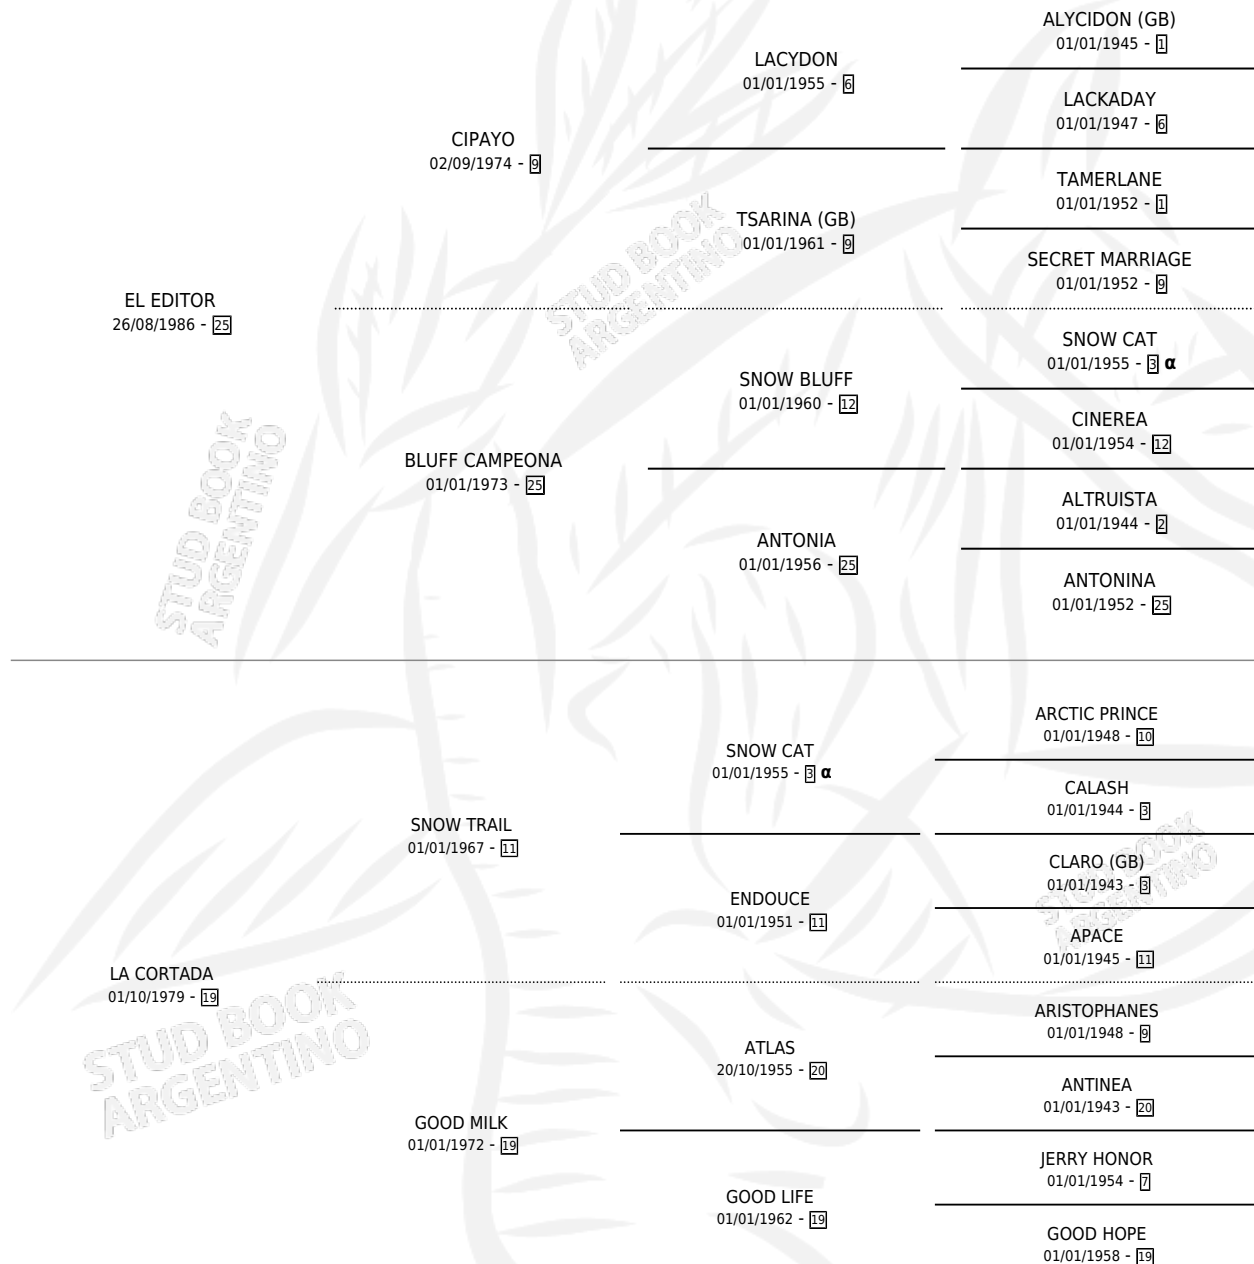 ALYCIDON (GB)
01/01/1945 - 1
LACYDON
01/01/1955 - 6
LACKADAY
01/01/1947 - 6
CIPAYO
02/09/1974 - 9
TAMERLANE
01/01/1952 - 1
TSARINA (GB)
01/01/1961 - 9
SECRET MARRIAGE
01/01/1952 - 9
EL EDITOR
26/08/1986 - 25
SNOW CAT
01/01/1955 - 3 α
SNOW BLUFF
01/01/1960 - 12
CINEREA
01/01/1954 - 12
BLUFF CAMPEONA
01/01/1973 - 25
ALTRUISTA
01/01/1944 - 2
ANTONIA
01/01/1956 - 25
ANTONINA
01/01/1952 - 25
STUD BOOK
ARGENTINO
STUD BOOK
ARGENTINO
ARCTIC PRINCE
01/01/1948 - 10
SNOW CAT
01/01/1955 - 3 α
CALASH
01/01/1944 - 3
SNOW TRAIL
01/01/1967 - 11
CLARO (GB)
01/01/1943 - 3
ENDOUCE
01/01/1951 - 11
APACE
01/01/1945 - 11
LA CORTADA
01/10/1979 - 19
ARISTOPHANES
01/01/1948 - 9
ATLAS
20/10/1955 - 20
ANTINEA
01/01/1943 - 20
GOOD MILK
01/01/1972 - 19
JERRY HONOR
01/01/1954 - 7
GOOD LIFE
01/01/1962 - 19
GOOD HOPE
01/01/1958 - 19
STUD BOOK
ARGENTINO
STUD BOOK
ARGENTINO